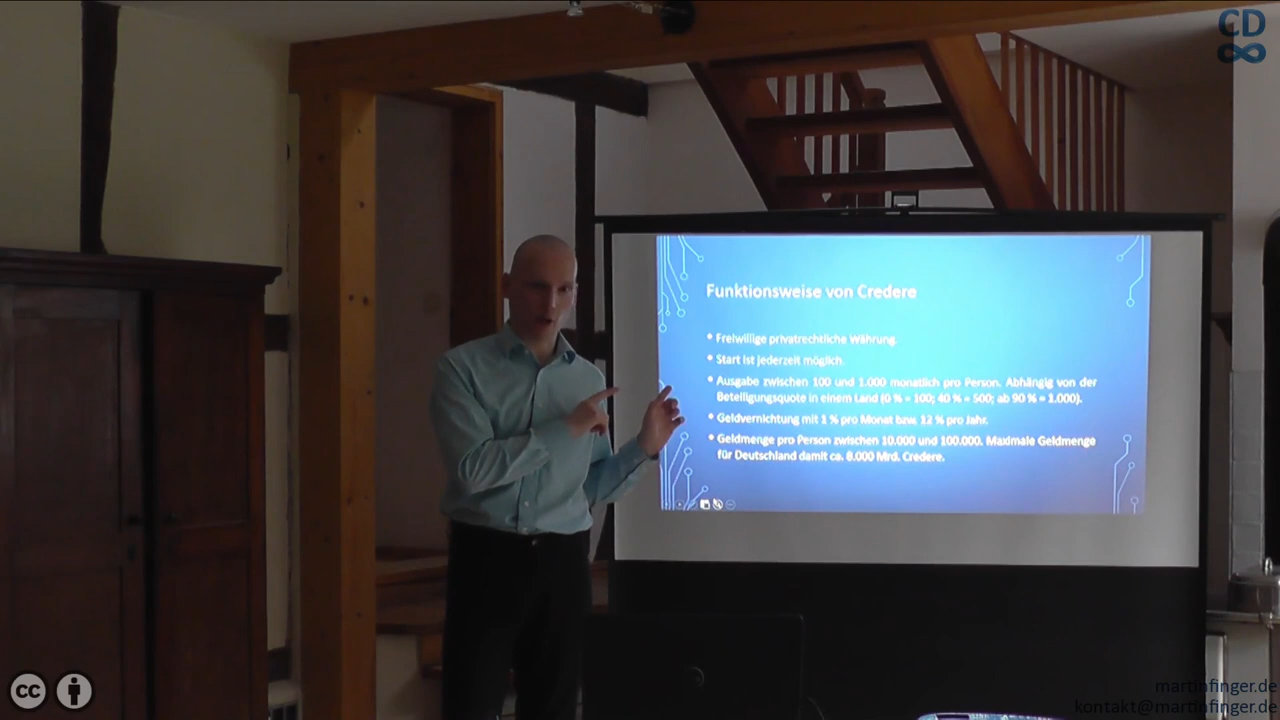 CD
Funktionsweise von Credere
Freiwillige privatrechtliche Währung.
Start ist jederzeit möglich.
Ausgabe zwischen 100 und 1.000 monatlich pro Person. Abhängig von der
Beteiligungsquote in einem Land (0 % = 100; 40 % = 500; ab 90 % = 1.000).
Geldvernichtung mit 1 % pro Monat bzw. 12 % pro Jahr.
Geldmenge pro Person zwischen 10.000 und 100.000. Maximale Geldmenge
für Deutschland damit ca. 8.000 Mrd. Credere.
cc
martinfinger.de
kontakt@martinfinger.de